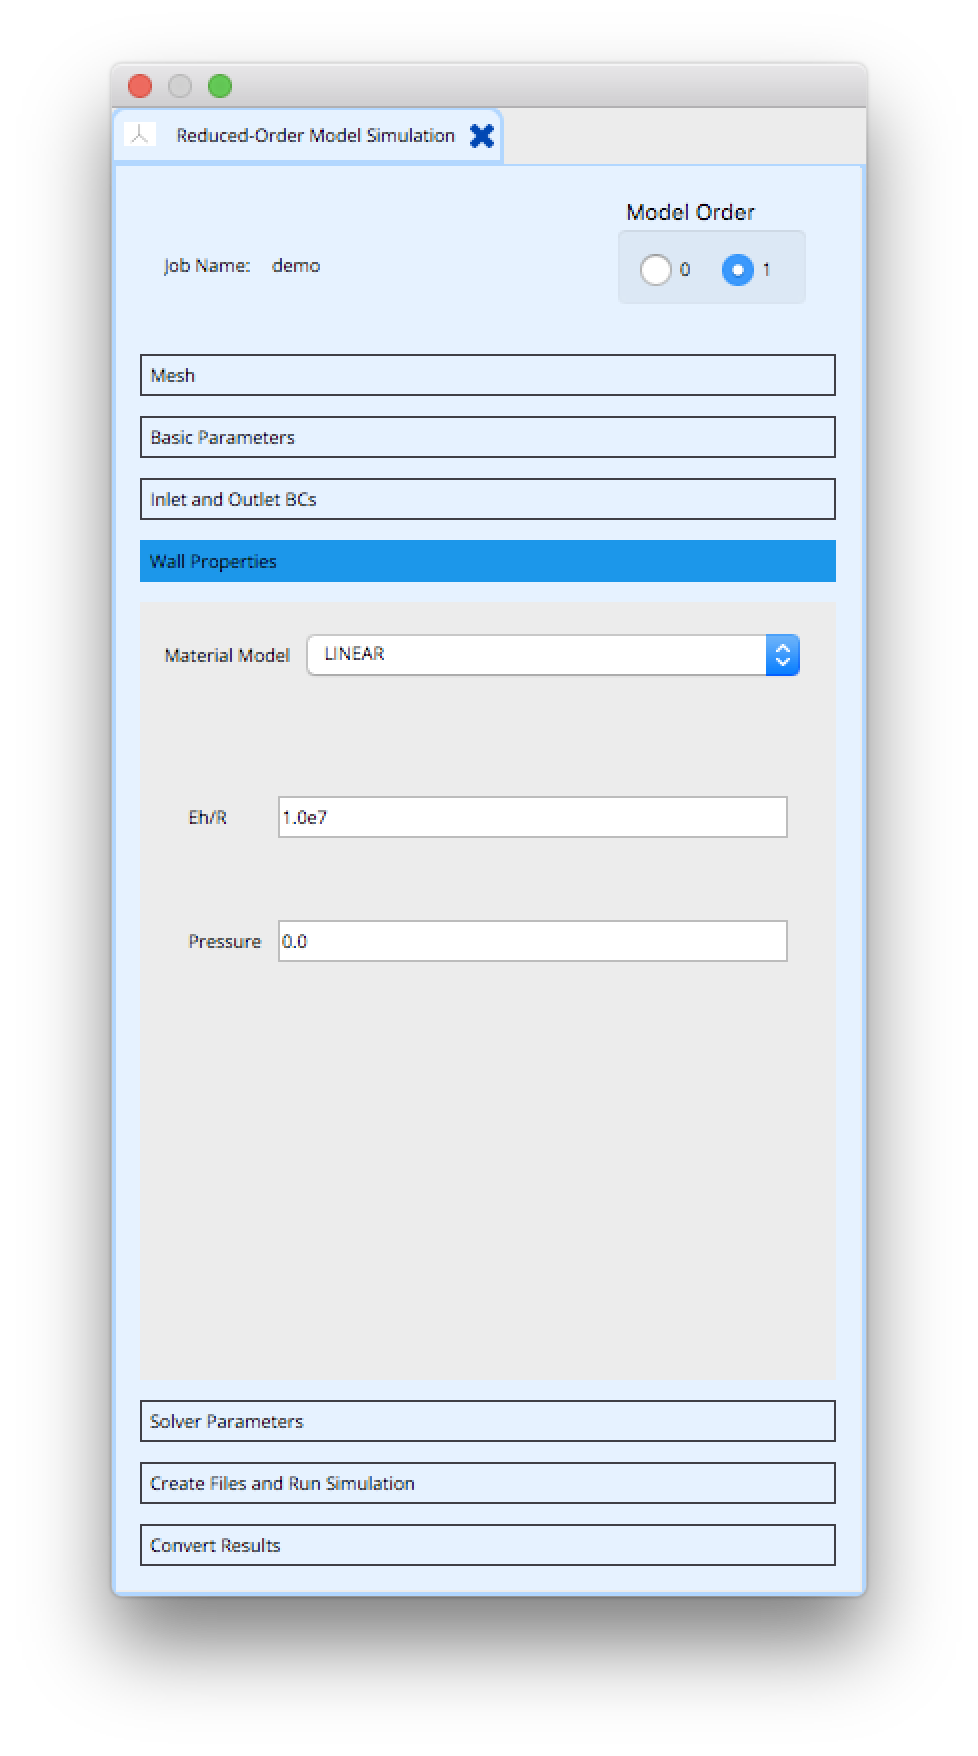 Reduced-Order Model Simulation
Model Order
Job Name: demo
0 1
Mesh
Basic Parameters
Inlet and Outlet BCs
Wall Properties
Material Model LINEAR
Eh/R 1.0e7
Pressure 0.0
Solver Parameters
Create Files and Run Simulation
Convert Results